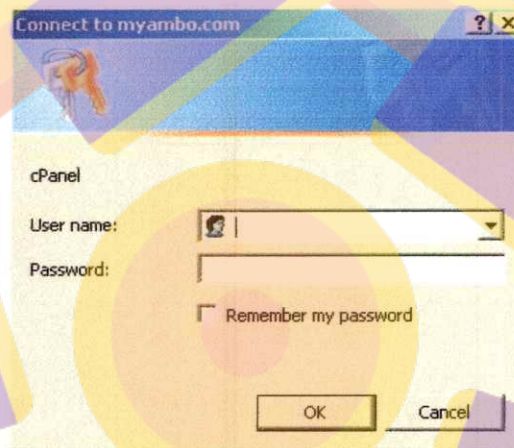 Connect to myambo.com
cPanel
User name:
Password:
Remember my password
OK
Cancel